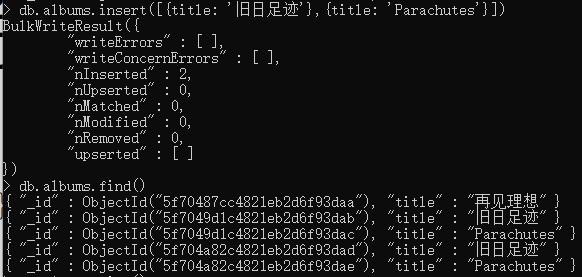 > db.albums.insert([{title: '旧日足迹'},{title: 'Parachutes'}])
BulkWriteResult({
"writeErrors" : [ ],
"writeConcernErrors" : [ ],
"nInserted" : 2,
"nUpserted" : 0,
"nMatched" : 0,
"nModified" : 0,
"nRemoved" : 0,
"upserted" : [ ]
})
> db.albums.find()
{ "_id" : ObjectId("5f70487cc4821eb2d6f93daa"), "title" : "再见理想" }
{ "_id" : ObjectId("5f7049d1c4821eb2d6f93dab"), "title" : "旧日足迹" }
{ "_id" : ObjectId("5f7049d1c4821eb2d6f93dac"), "title" : "Parachutes" }
{ "_id" : ObjectId("5f704a82c4821eb2d6f93dad"), "title" : "旧日足迹" }
{ "_id" : ObjectId("5f704a82c4821eb2d6f93dae"), "title" : "Parachutes" }